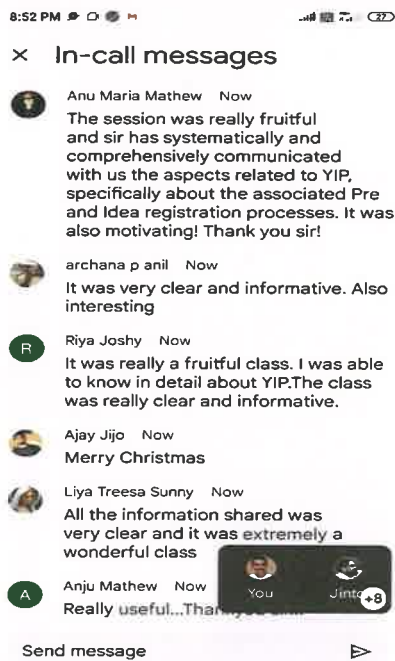 8:52 PM
27
× In-call messages
Anu Maria Mathew Now
The session was really fruitful
and sir has systematically and
comprehensively communicated
with us the aspects related to YIP,
specifically about the associated Pre
and Idea registration processes. It was
also motivating! Thank you sir!
archana p anil Now
It was very clear and informative. Also
interesting
R
Riya Joshy Now
It was really a fruitful class. I was able
to know in detail about YIP.The class
was really clear and informative.
Ajay Jijo Now
Merry Christmas
Liya Treesa Sunny Now
All the information shared was
very clear and it was extremely a
wonderful class
A
Anju Mathew Now
Really useful...
You
+8
Send message